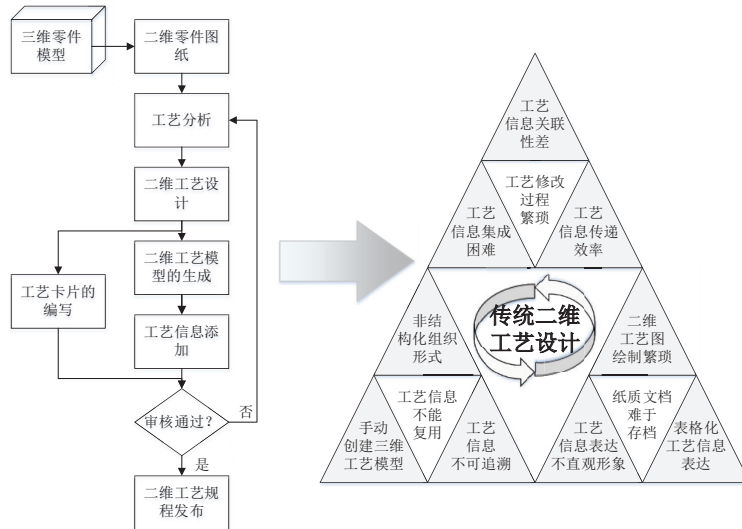 三维零件
模型
二维零件图
纸
工艺分析
二维工艺设
计
二维工艺模
型的生成
工艺卡片的
编写
工艺信息添
加
审核通过？
否
是
二维工艺规
程发布
工艺
信息关联
性差
工艺修改
过程
繁琐
工艺
信息集成
困难
工艺
信息传递
效率
传统二维
工艺设计
非结
构化组织
形式
二维
工艺图
绘制繁琐
工艺信息
不能
复用
纸质文档
难于
存档
手动
创建三维
工艺模型
工艺
信息
不可追溯
工艺
信息表达
不直观形象
表格化
工艺信息
表达